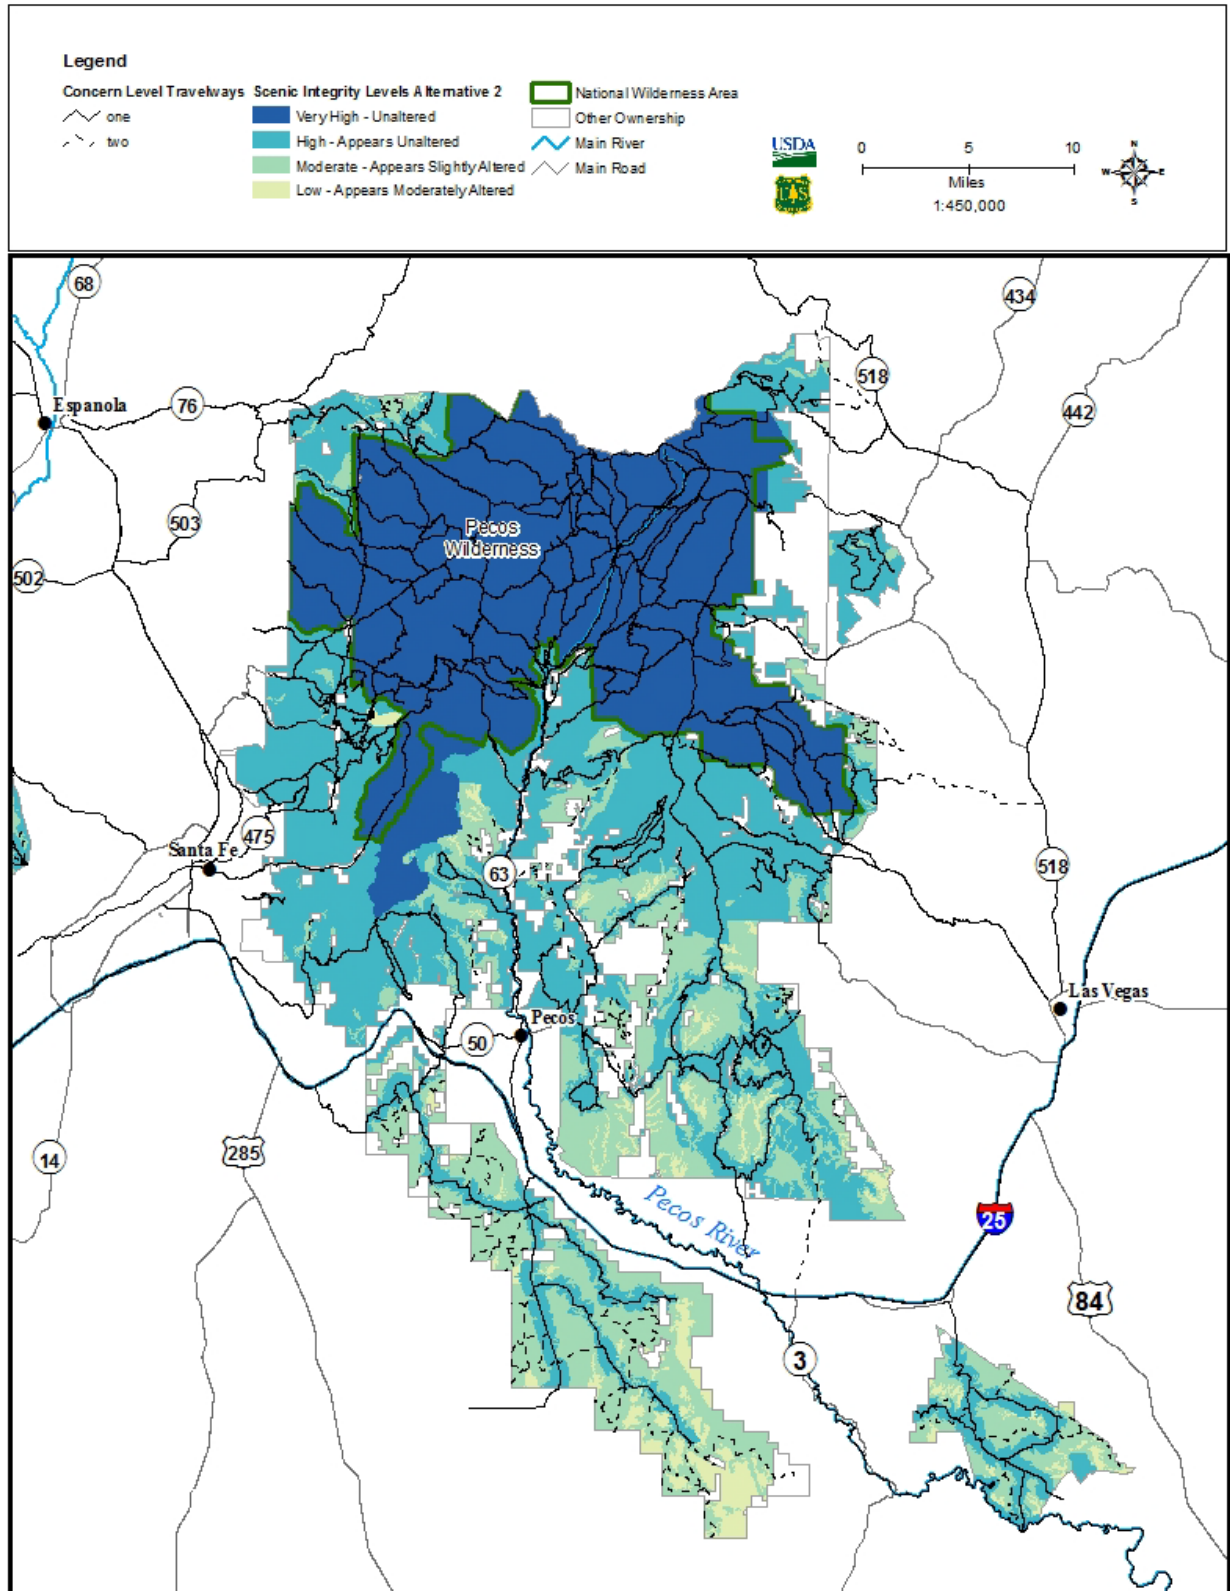 Legend
Concern Level Travelways
one
two
Scenic Integrity Levels Alternative 2
Very High - Unaltered
High - Appears Unaltered
Moderate - Appears Slightly Altered
Low - Appears Moderately Altered
National Wilderness Area
Other Ownership
Main River
Main Road
USDA
U S
0 5 10
Miles
1:450,000
N
W E
S
68
434
518
Espanola
76
442
503
Pecos
Wilderness
502
475
Santa Fe
63
518
Las Vegas
Pecos
50
14
285
Pecos River
25
84
3